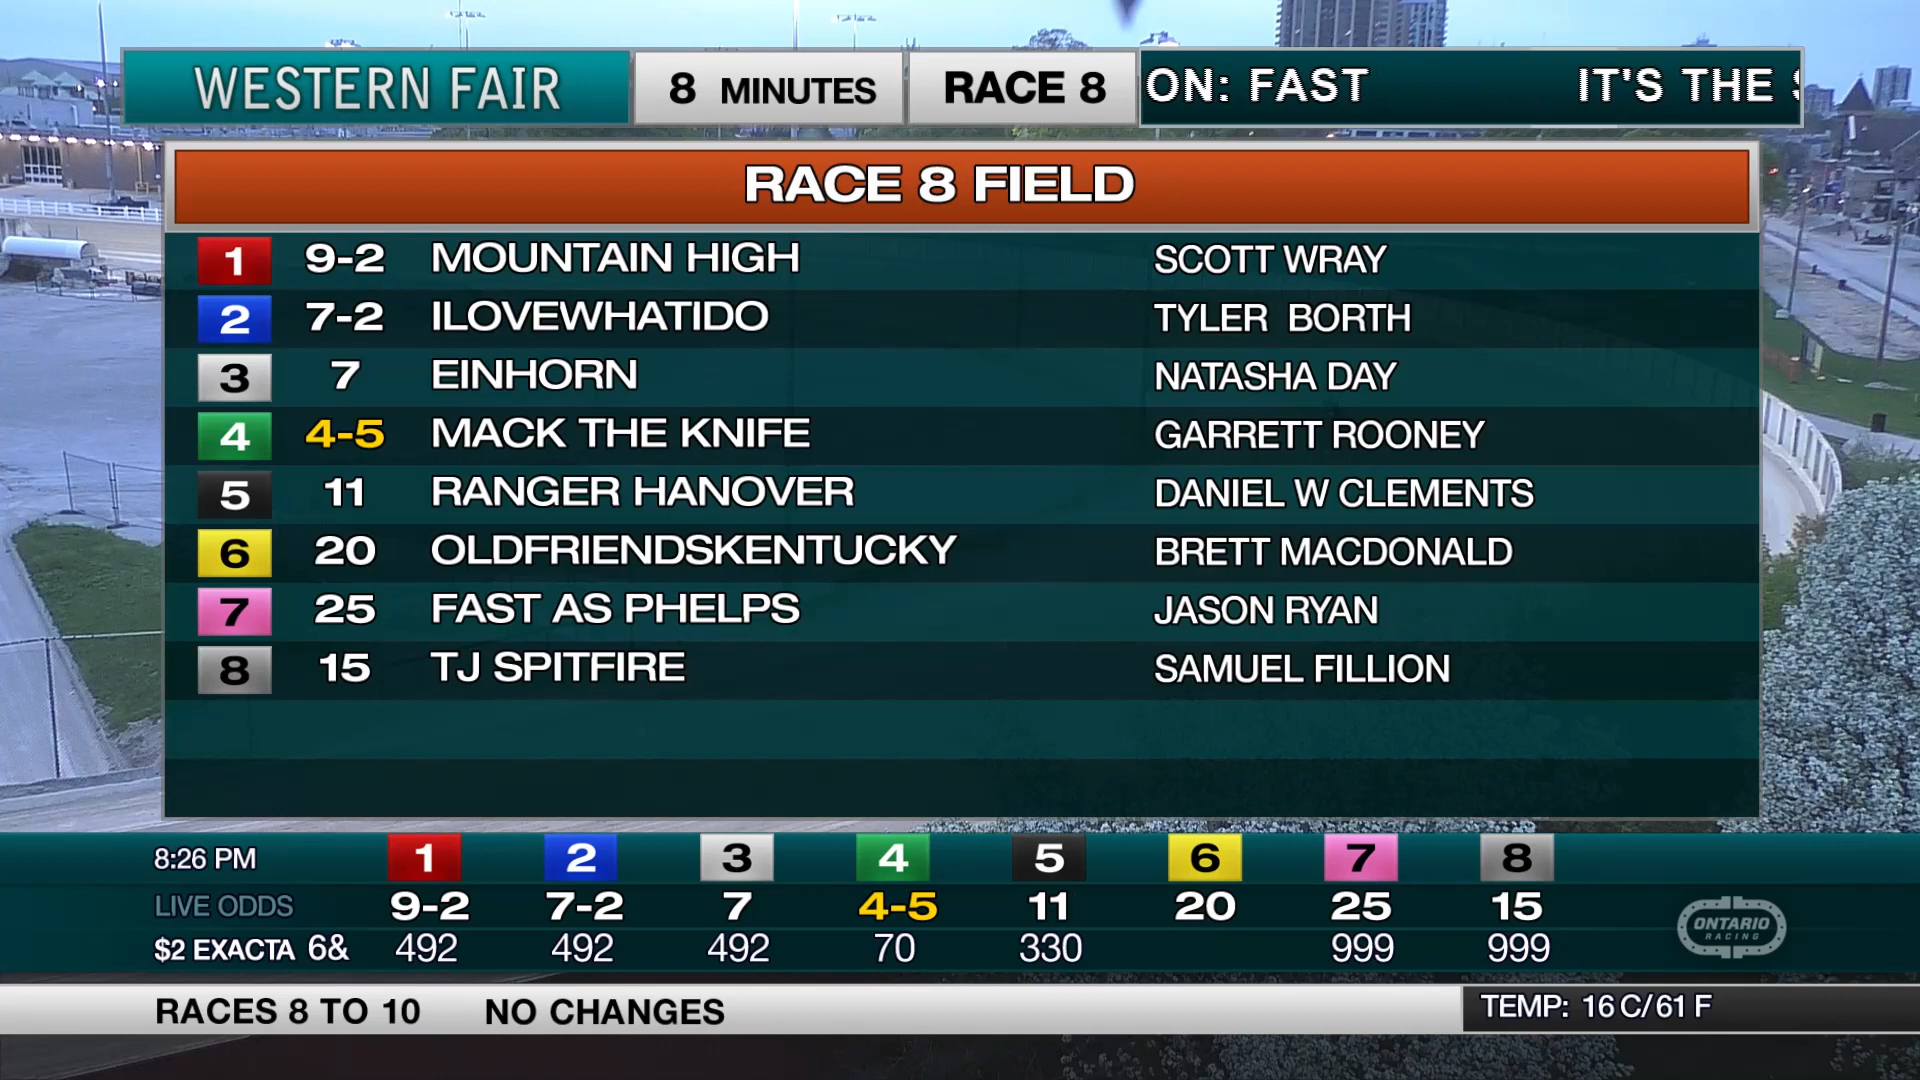 WESTERN FAIR 8 MINUTES RACE 8 ON: FAST IT'S THE
RACE 8 FIELD
1 9-2 MOUNTAIN HIGH SCOTT WRAY
2 7-2 ILOVEWHATIDO TYLER BORTH
3 7 EINHORN NATASHA DAY
4 4-5 MACK THE KNIFE GARRETT ROONEY
5 11 RANGER HANOVER DANIEL W CLEMENTS
6 20 OLDFRIENDSKENTUCKY BRETT MACDONALD
7 25 FAST AS PHELPS JASON RYAN
8 15 TJ SPITFIRE SAMUEL FILLION
8:26 PM 1 2 3 4 5 6 7 8
LIVE ODDS 9-2 7-2 7 4-5 11 20 25 15
$2 EXACTA 6& 492 492 492 70 330 999 999
ONTARIO
RACING
RACES 8 TO 10 NO CHANGES TEMP: 16 C/61 F